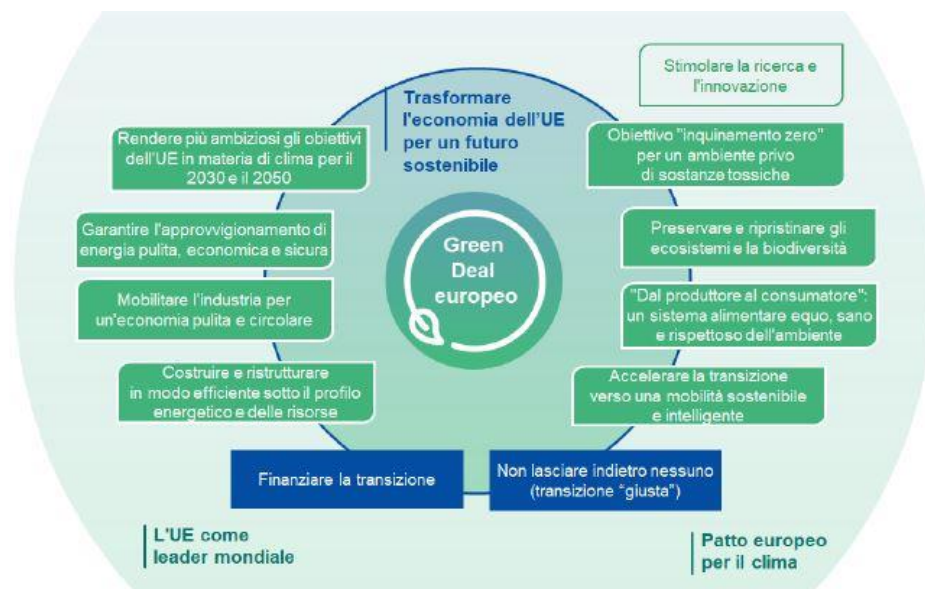 Stimolare la ricerca e
l'innovazione
Trasformare
l'economia dell'UE
per un futuro
sostenibile
Rendere più ambiziosi gli obiettivi
dell'UE in materia di clima per il
2030 e il 2050
Obiettivo "inquinamento zero"
per un ambiente privo
di sostanze tossiche
Garantire l'approvvigionamento di
energia pulita, economica e sicura
Preservare e ripristinare gli
ecosistemi e la biodiversità
Green
Deal
europeo
Mobilitare l'industria per
un'economia pulita e circolare
"Dal produttore al consumatore":
un sistema alimentare equo, sano
e rispettoso dell'ambiente
Costruire e ristrutturare
in modo efficiente sotto il profilo
energetico e delle risorse
Accelerare la transizione
verso una mobilità sostenibile
e intelligente
Finanziare la transizione
Non lasciare indietro nessuno
(transizione “giusta”)
L'UE come
leader mondiale
Patto europeo
per il clima